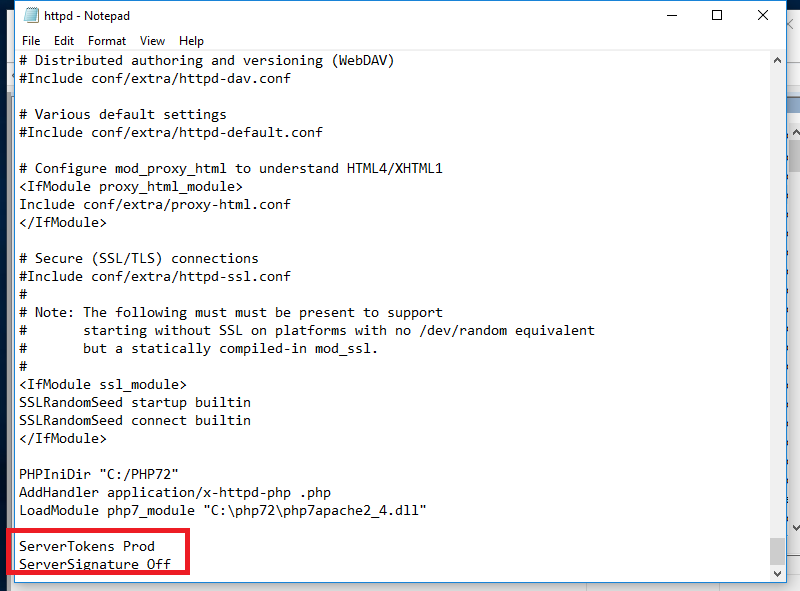 httpd - Notepad
File Edit Format View Help
# Distributed authoring and versioning (WebDAV)
#Include conf/extra/httpd-dav.conf
# Various default settings
#Include conf/extra/httpd-default.conf
# Configure mod_proxy_html to understand HTML4/XHTML1
<IfModule proxy_html_module>
Include conf/extra/proxy-html.conf
</IfModule>
# Secure (SSL/TLS) connections
#Include conf/extra/httpd-ssl.conf
#
# Note: The following must must be present to support
#       starting without SSL on platforms with no /dev/random equivalent
#       but a statically compiled-in mod_ssl.
#
<IfModule ssl_module>
SSLRandomSeed startup builtin
SSLRandomSeed connect builtin
</IfModule>
PHPIniDir "C:/PHP72"
AddHandler application/x-httpd-php .php
LoadModule php7_module "C:\php72\php7apache2_4.dll"
ServerTokens Prod
ServerSignature Off